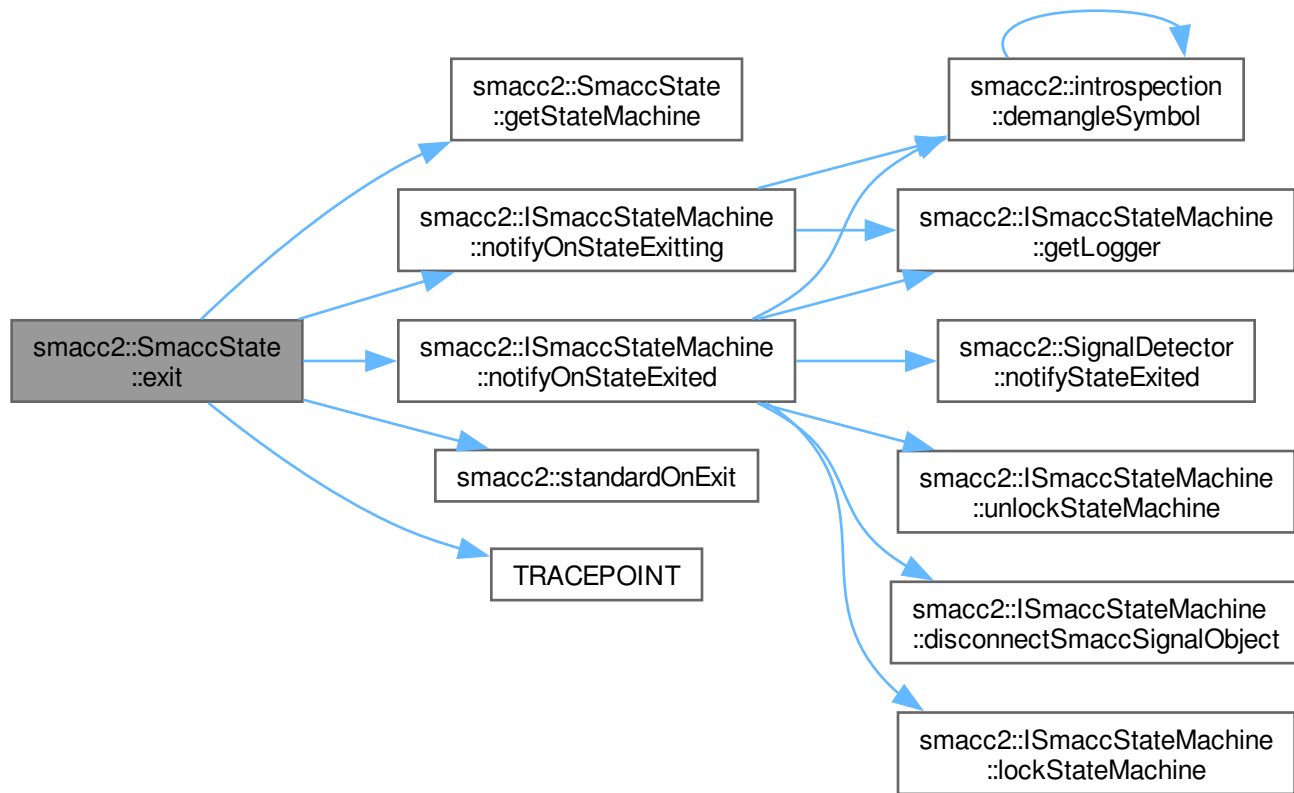 smacc2::SmaccState
::exit
smacc2::SmaccState
::getStateMachine
smacc2::ISmaccStateMachine
::notifyOnStateExitting
smacc2::ISmaccStateMachine
::notifyOnStateExited
smacc2::standardOnExit
TRACEPOINT
smacc2::introspection
::demangleSymbol
smacc2::ISmaccStateMachine
::getLogger
smacc2::SignalDetector
::notifyStateExited
smacc2::ISmaccStateMachine
::unlockStateMachine
smacc2::ISmaccStateMachine
::disconnectSmaccSignalObject
smacc2::ISmaccStateMachine
::lockStateMachine